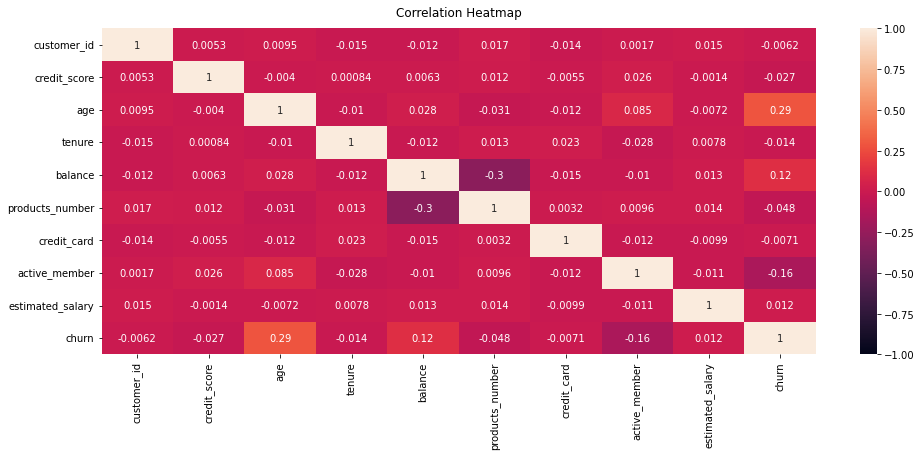 Correlation Heatmap
customer_id 1 0.0053 0.0095 -0.015 -0.012 0.017 -0.014 0.0017 0.015 -0.0062
credit_score 0.0053 1 -0.004 0.00084 0.0063 0.012 -0.0055 0.026 -0.0014 -0.027
age 0.0095 -0.004 1 -0.01 0.028 -0.031 -0.012 0.085 -0.0072 0.29
tenure -0.015 0.00084 -0.01 1 -0.012 0.013 0.023 -0.028 0.0078 -0.014
balance -0.012 0.0063 0.028 -0.012 1 -0.3 -0.015 -0.01 0.013 0.12
products_number 0.017 0.012 -0.031 0.013 -0.3 1 0.0032 0.0096 0.014 -0.048
credit_card -0.014 -0.0055 -0.012 0.023 -0.015 0.0032 1 -0.012 -0.0099 -0.0071
active_member 0.0017 0.026 0.085 -0.028 -0.01 0.0096 -0.012 1 -0.011 -0.16
estimated_salary 0.015 -0.0014 -0.0072 0.0078 0.013 0.014 -0.0099 -0.011 1 0.012
churn -0.0062 -0.027 0.29 -0.014 0.12 -0.048 -0.0071 -0.16 0.012 1
customer_id
credit_score
age
tenure
balance
products_number
credit_card
active_member
estimated_salary
churn
1.00
0.75
0.50
0.25
0.00
−0.25
−0.50
−0.75
−1.00